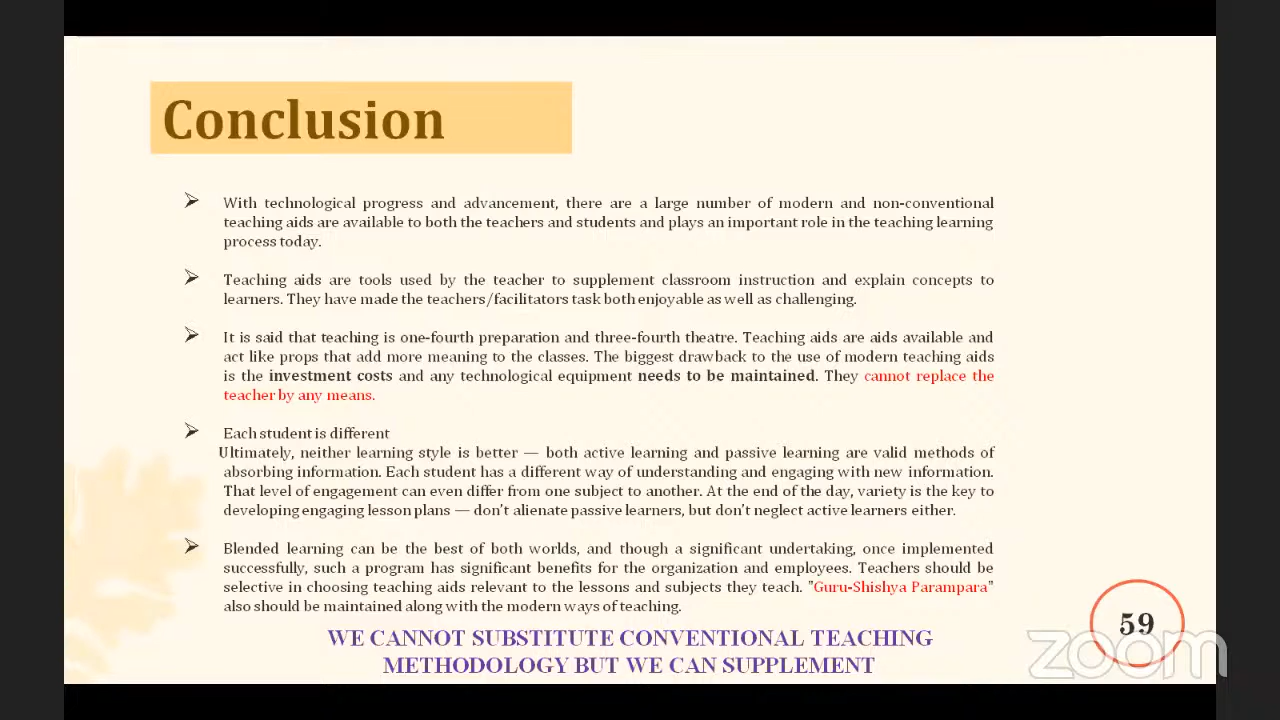 Conclusion
With technological progress and advancement, there are a large number of modern and non-conventional
teaching aids are available to both the teachers and students and plays an important role in the teaching learning
process today.
Teaching aids are tools used by the teacher to supplement classroom instruction and explain concepts to
learners. They have made the teachers/facilitators task both enjoyable as well as challenging.
It is said that teaching is one-fourth preparation and three-fourth theatre. Teaching aids are aids available and
act like props that add more meaning to the classes. The biggest drawback to the use of modern teaching aids
is the investment costs and any technological equipment needs to be maintained. They cannot replace the
teacher by any means.
Each student is different
Ultimately, neither learning style is better — both active learning and passive learning are valid methods of
absorbing information. Each student has a different way of understanding and engaging with new information.
That level of engagement can even differ from one subject to another. At the end of the day, variety is the key to
developing engaging lesson plans — don't alienate passive learners, but don't neglect active learners either.
Blended learning can be the best of both worlds, and though a significant undertaking, once implemented
successfully, such a program has significant benefits for the organization and employees. Teachers should be
selective in choosing teaching aids relevant to the lessons and subjects they teach. "Guru-Shishya Parampara"
also should be maintained along with the modern ways of teaching.
WE CANNOT SUBSTITUTE CONVENTIONAL TEACHING
METHODOLOGY BUT WE CAN SUPPLEMENT
59
zoom